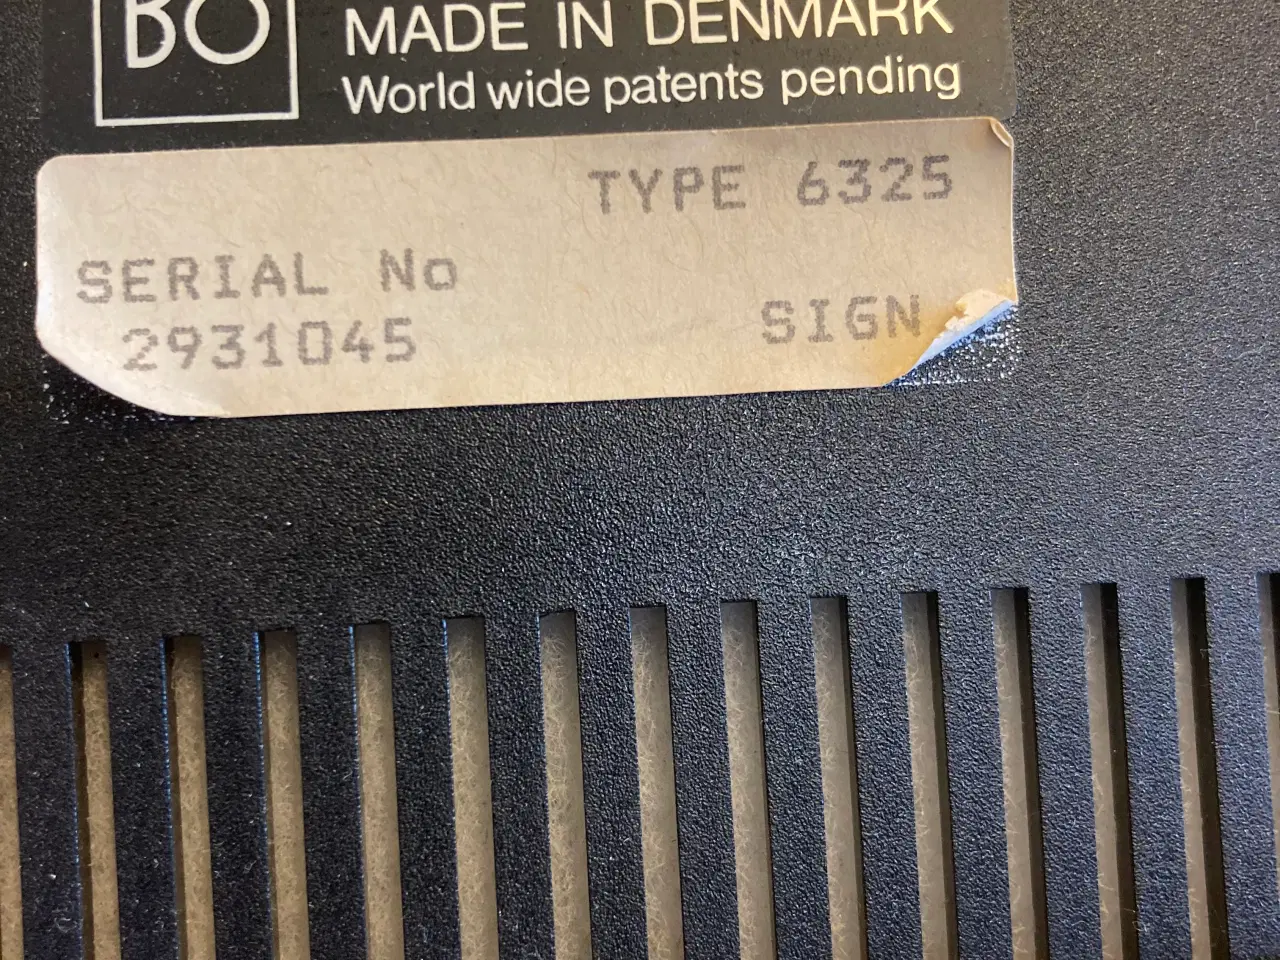 BO
MADE IN DENMARK
World wide patents pending
TYPE 6325
SERIAL No
2931045
SIGN